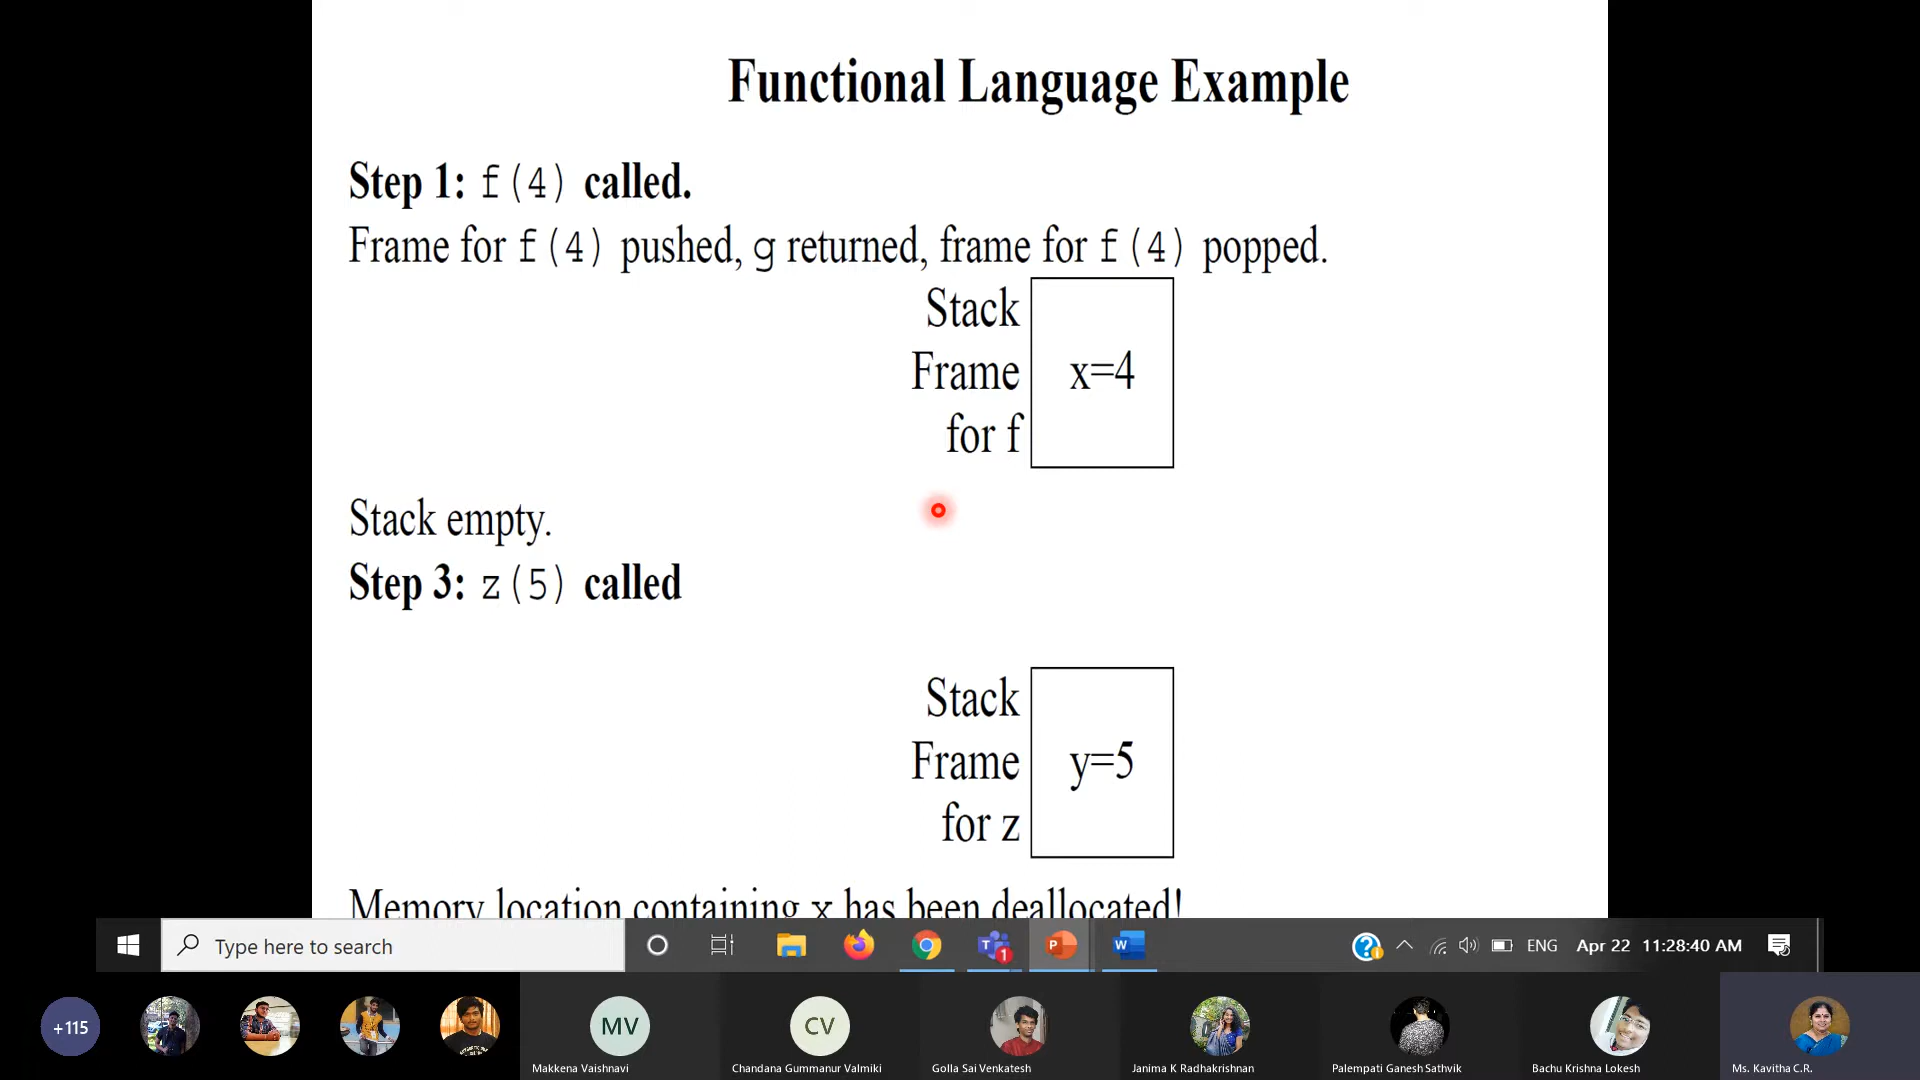 Functional Language Example
Step 1: f(4) called.
Frame for f(4) pushed, g returned, frame for f(4) popped.
Stack
Frame
for f
x=4
Stack empty.
Step 3: z(5) called
Stack
Frame
for z
y=5
Memory location containing x has been deallocated!
Type here to search
T
1
P
W
?
ENG
Apr 22
11:28:40 AM
+115
MV
Makkena Vaishnavi
CV
Chandana Gummanur Valmiki
Golla Sai Venkatesh
Janima K Radhakrishnan
Palempati Ganesh Sathvik
Bachu Krishna Lokesh
Ms. Kavitha C.R.